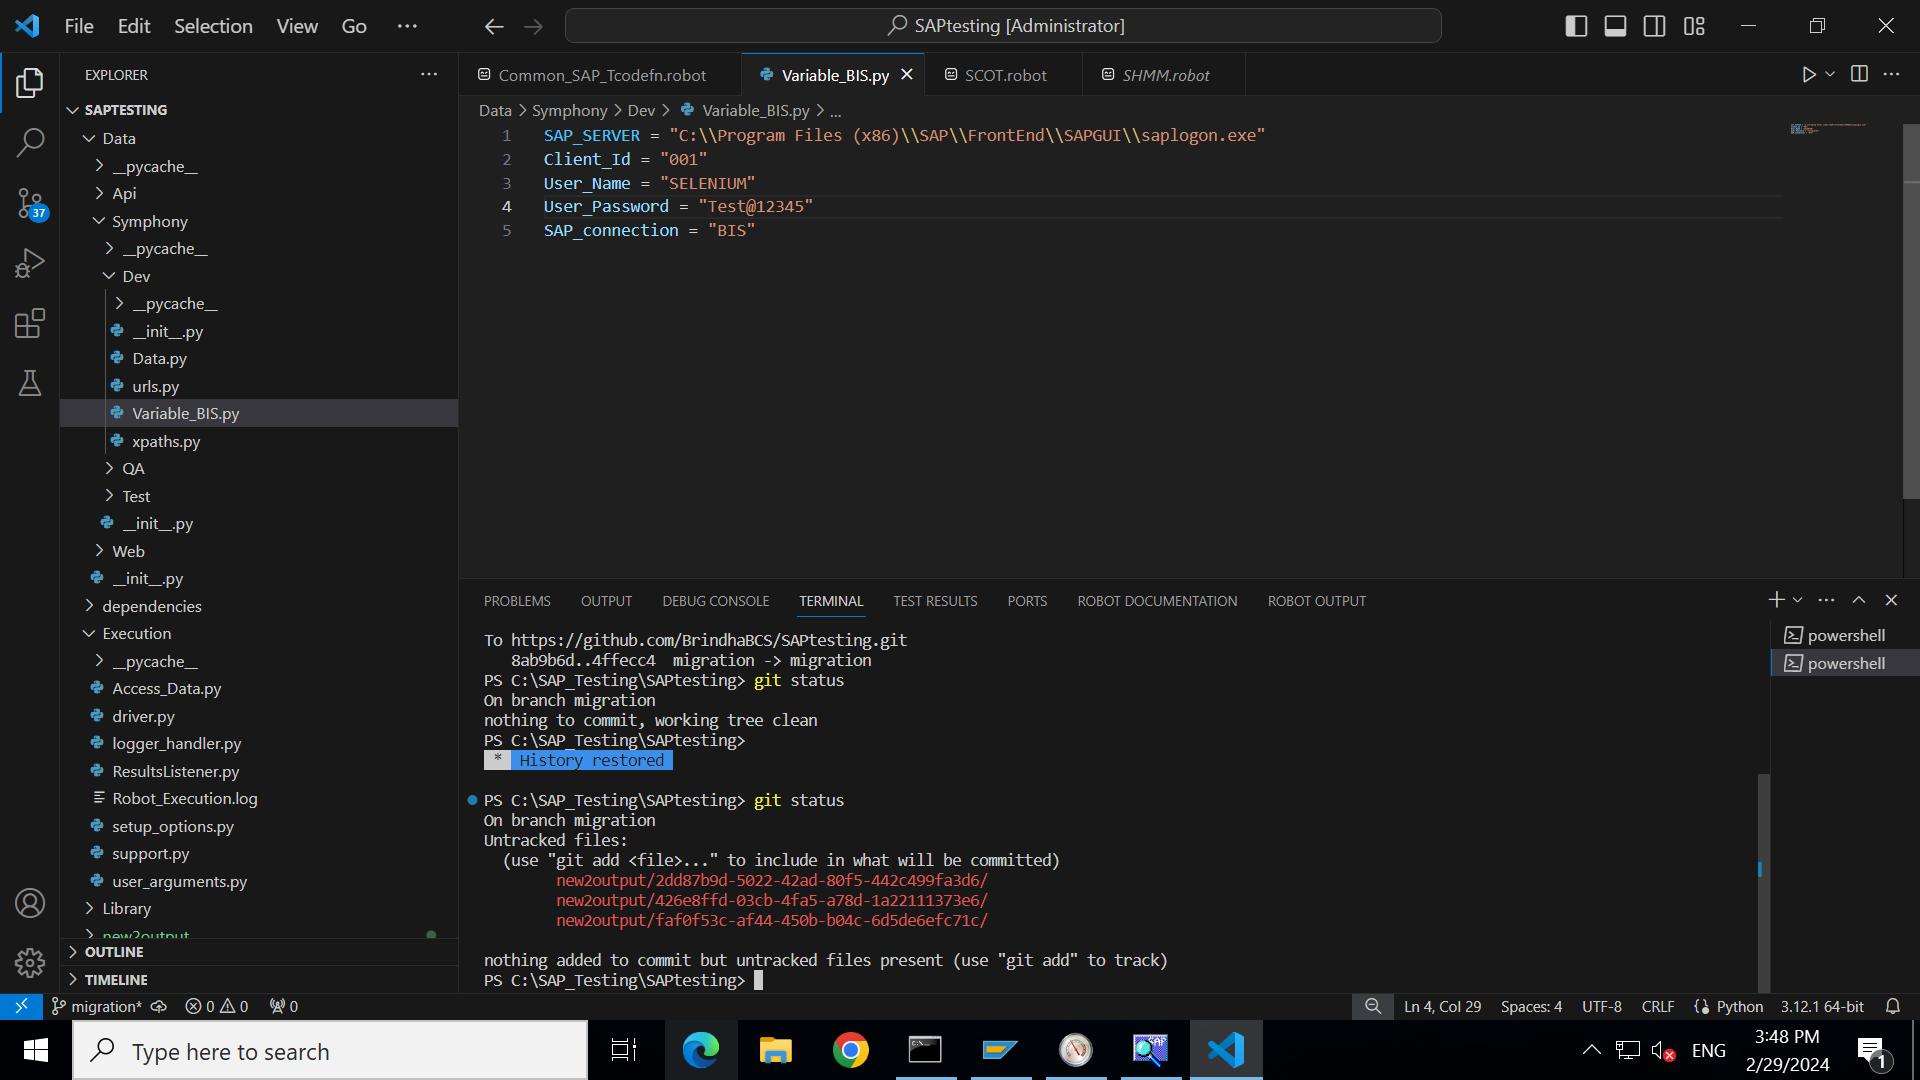 File Edit Selection View Go ...
SAPtesting [Administrator]
EXPLORER ...
SAPTESTING
Data
__pycache__
Api
Symphony
__pycache__
Dev
__pycache__
__init__.py
Data.py
urls.py
Variable_BIS.py
xpaths.py
QA
Test
__init__.py
Web
__init__.py
dependencies
Execution
__pycache__
Access_Data.py
driver.py
logger_handler.py
ResultsListener.py
Robot_Execution.log
setup_options.py
support.py
user_arguments.py
Library
new2output
OUTLINE
TIMELINE
37
Common_SAP_Tcodefn.robot Variable_BIS.py SCOT.robot SHMM.robot
Data > Symphony > Dev > Variable_BIS.py > ...
1 SAP_SERVER = "C:\\Program Files (x86)\\SAP\\FrontEnd\\SAPGUI\\saplogon.exe"
2 Client_Id = "001"
3 User_Name = "SELENIUM"
4 User_Password = "Test@12345"
5 SAP_connection = "BIS"
PROBLEMS OUTPUT DEBUG CONSOLE TERMINAL TEST RESULTS PORTS ROBOT DOCUMENTATION ROBOT OUTPUT
To https://github.com/BrindhaBCS/SAPtesting.git
8ab9b6d..4ffecc4 migration -> migration
PS C:\SAP_Testing\SAPtesting> git status
On branch migration
nothing to commit, working tree clean
PS C:\SAP_Testing\SAPtesting>
* History restored
PS C:\SAP_Testing\SAPtesting> git status
On branch migration
Untracked files:
(use "git add <file>..." to include in what will be committed)
new2output/2dd87b9d-5022-42ad-80f5-442c499fa3d6/
new2output/426e8ffd-03cb-4fa5-a78d-1a22111373e6/
new2output/faf0f53c-af44-450b-b04c-6d5de6efc71c/
nothing added to commit but untracked files present (use "git add" to track)
PS C:\SAP_Testing\SAPtesting>
powershell
powershell
migration* 0 0 0
Ln 4, Col 29 Spaces: 4 UTF-8 CRLF Python 3.12.1 64-bit
Type here to search
ENG
3:48 PM
2/29/2024
1